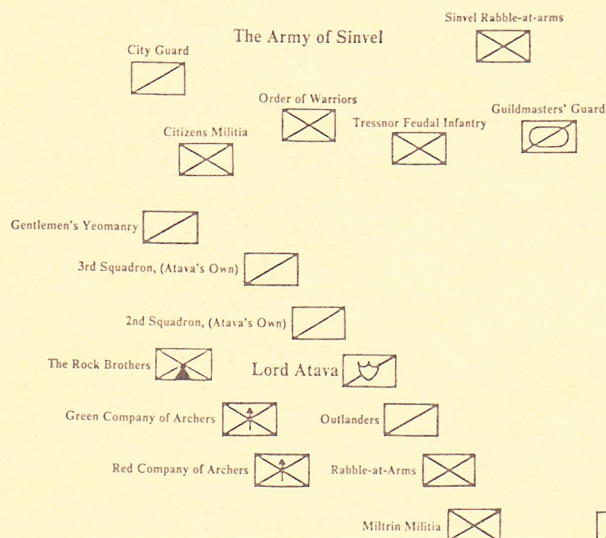 Sinvel Rabble-at-arms
The Army of Sinvel
City Guard
Order of Warriors
Guildmasters' Guard
Tressnor Feudal Infantry
Citizens Militia
Gentlemen's Yeomanry
3rd Squadron, (Atava's Own)
2nd Squadron, (Atava's Own)
The Rock Brothers
Lord Atava
Green Company of Archers
Outlanders
Red Company of Archers
Rabble-at-Arms
Miltrin Militia